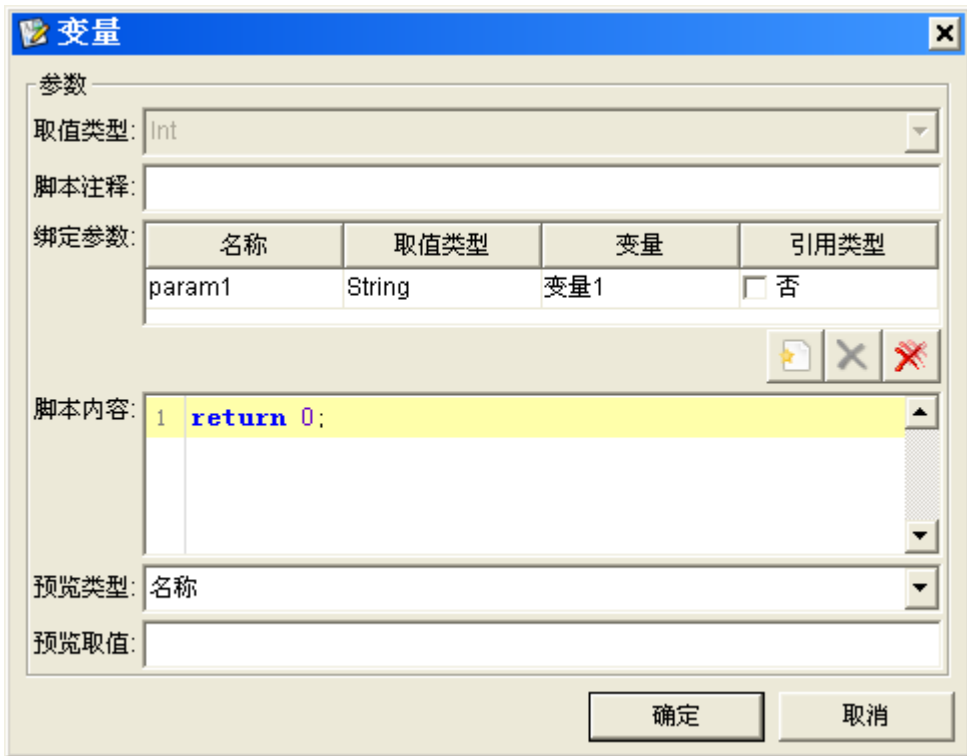 变量
参数
取值类型: Int
脚本注释:
绑定参数: 名称 取值类型 变量 引用类型
param1 String 变量1 否
脚本内容: 1 return 0;
预览类型: 名称
预览取值:
确定 取消